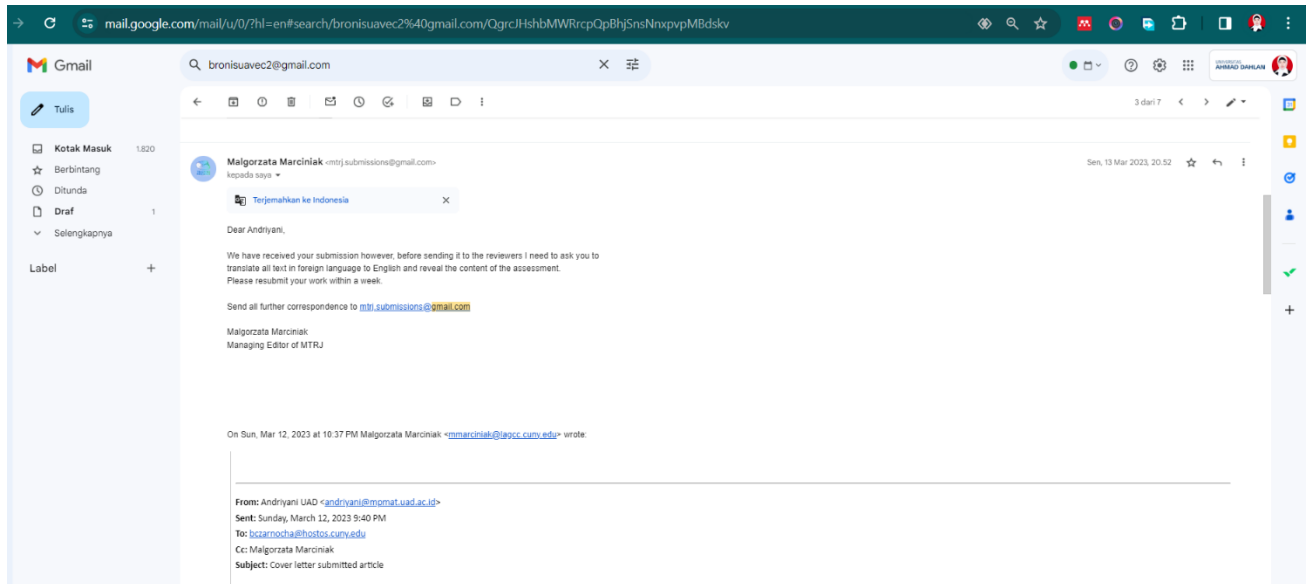 mail.google.com/mail/u/0/?hl=en#search/bronisuavec2%40gmail.com/QgrcJHshbMWRrcpQpBhjSnsNnxpvpMBdskv
Gmail
bronisuavec2@gmail.com
UNIVERSITAS
AHMAD DAHLAN
Tulis
3 dari 7
Kotak Masuk 1.820
Berbintang
Ditunda
Draf 1
Selengkapnya
Label
Malgorzata Marciniak <mtrj.submissions@gmail.com>
Sen, 13 Mar 2023, 20.52
kepada saya
Terjemahkan ke Indonesia
Dear Andriyani,
We have received your submission however, before sending it to the reviewers I need to ask you to
translate all text in foreign language to English and reveal the content of the assessment.
Please resubmit your work within a week.
Send all further correspondence to mtrj.submissions@gmail.com
Malgorzata Marciniak
Managing Editor of MTRJ
On Sun, Mar 12, 2023 at 10:37 PM Malgorzata Marciniak <mmarciniak@lagcc.cuny.edu> wrote:
From: Andriyani UAD <andriyani@mpmat.uad.ac.id>
Sent: Sunday, March 12, 2023 9:40 PM
To: bczarnocha@hostos.cuny.edu
Cc: Malgorzata Marciniak
Subject: Cover letter submitted article